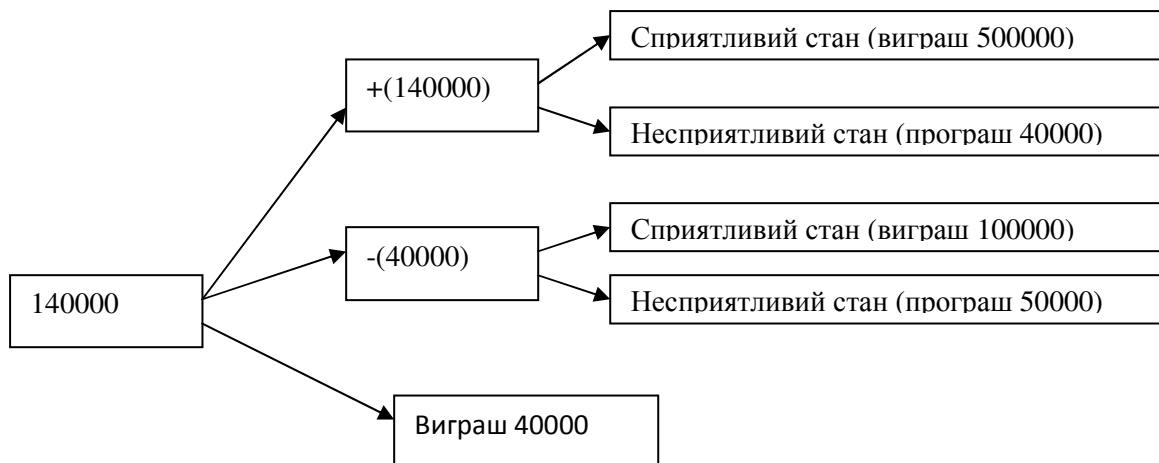 Сприятливий стан (виграш 500000)
+(140000)
Несприятливий стан (програш 40000)
Сприятливий стан (виграш 100000)
-(40000)
Несприятливий стан (програш 50000)
140000
Виграш 40000